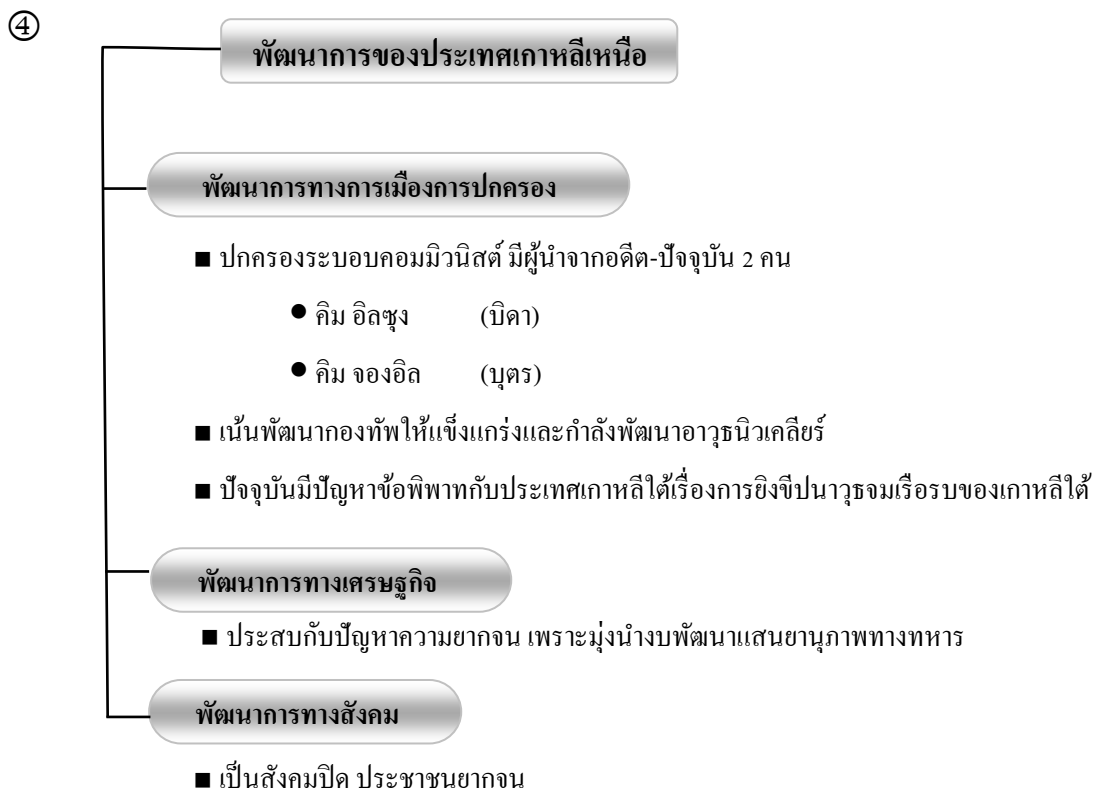 ④
พัฒนาการของประเทศเกาหลีเหนือ
พัฒนาการทางการเมืองการปกครอง
■ ปกครองระบอบคอมมิวนิสต์ มีผู้นำจากอดีต-ปัจจุบัน 2 คน
● คิม อิลซุง (บิดา)
● คิม จองอิล (บุตร)
■ เน้นพัฒนากองทัพให้แข็งแกร่งและกำลังพัฒนาอาวุธนิวเคลียร์
■ ปัจจุบันมีปัญหาข้อพิพาทกับประเทศเกาหลีใต้เรื่องการยิงขีปนาวุธจมเรือรบของเกาหลีใต้
พัฒนาการทางเศรษฐกิจ
■ ประสบกับปัญหาความยากจน เพราะมุ่งนำงบพัฒนาแสนยานุภาพทางทหาร
พัฒนาการทางสังคม
■ เป็นสังคมปิด ประชาชนยากจน